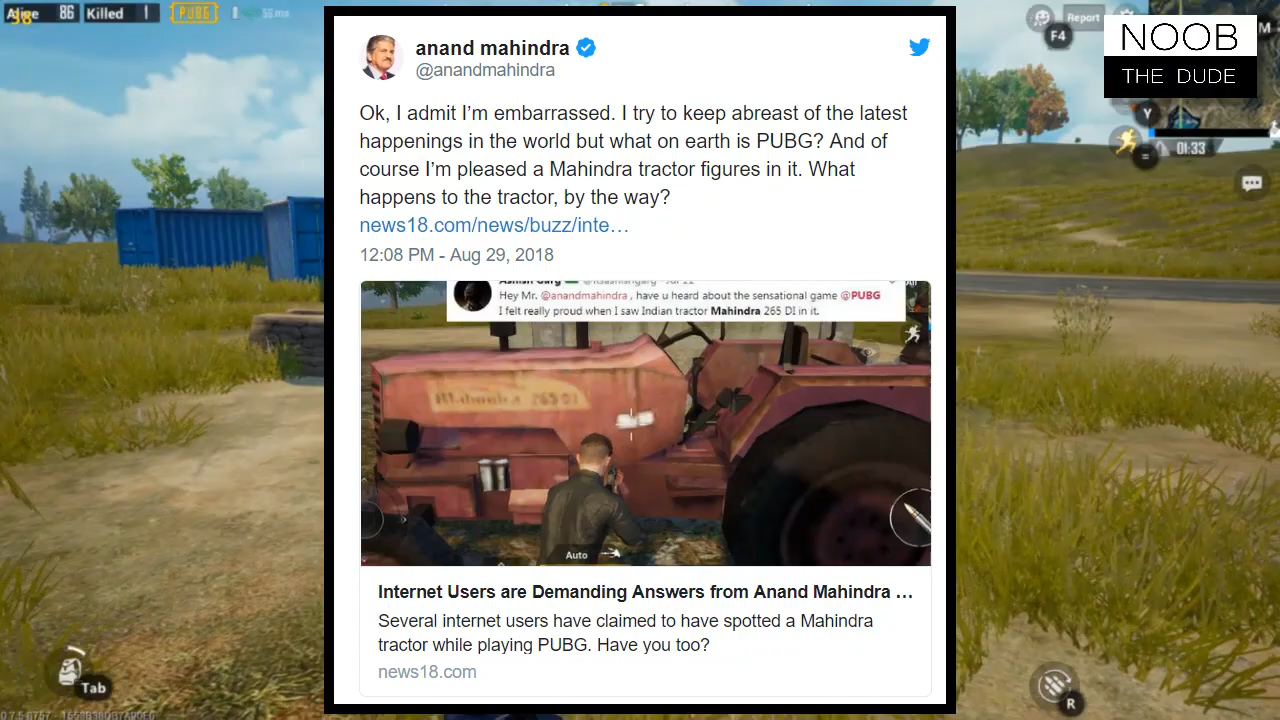 Alive 86 Killed 1 PUBG 56 ms
Report
F4
M
NOOB
THE DUDE
Y
=
01:33
anand mahindra
@anandmahindra
Ok, I admit I’m embarrassed. I try to keep abreast of the latest
happenings in the world but what on earth is PUBG? And of
course I’m pleased a Mahindra tractor figures in it. What
happens to the tractor, by the way?
news18.com/news/buzz/inte…
12:08 PM - Aug 29, 2018
Hey Mr. @anandmahindra , have u heard about the sensational game @PUBG
I felt really proud when I saw Indian tractor Mahindra 265 DI in it.
Mahindra 265 DI
Auto
Internet Users are Demanding Answers from Anand Mahindra ...
Several internet users have claimed to have spotted a Mahindra
tractor while playing PUBG. Have you too?
news18.com
Tab
R